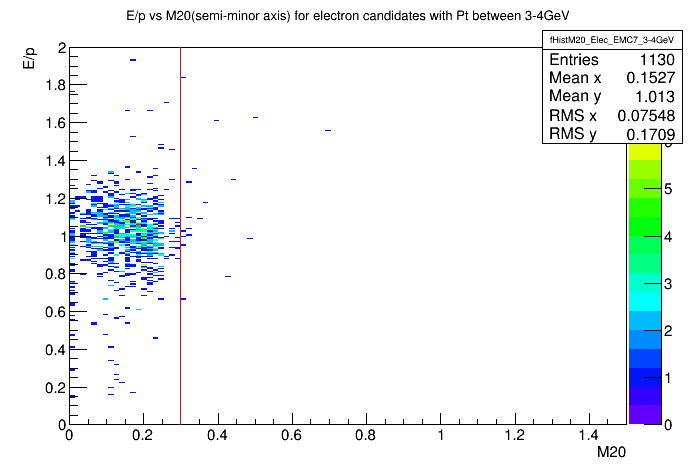 E/p vs M20(semi-minor axis) for electron candidates with Pt between 3-4GeV
fHistM20_Elec_EMC7_3-4GeV
Entries 1130
Mean x 0.1527
Mean y 1.013
RMS x 0.07548
RMS y 0.1709
E/p
2
1.8
1.6
1.4
1.2
1
0.8
0.6
0.4
0.2
0
0 0.2 0.4 0.6 0.8 1 1.2 1.4
M20
5
4
3
2
1
0